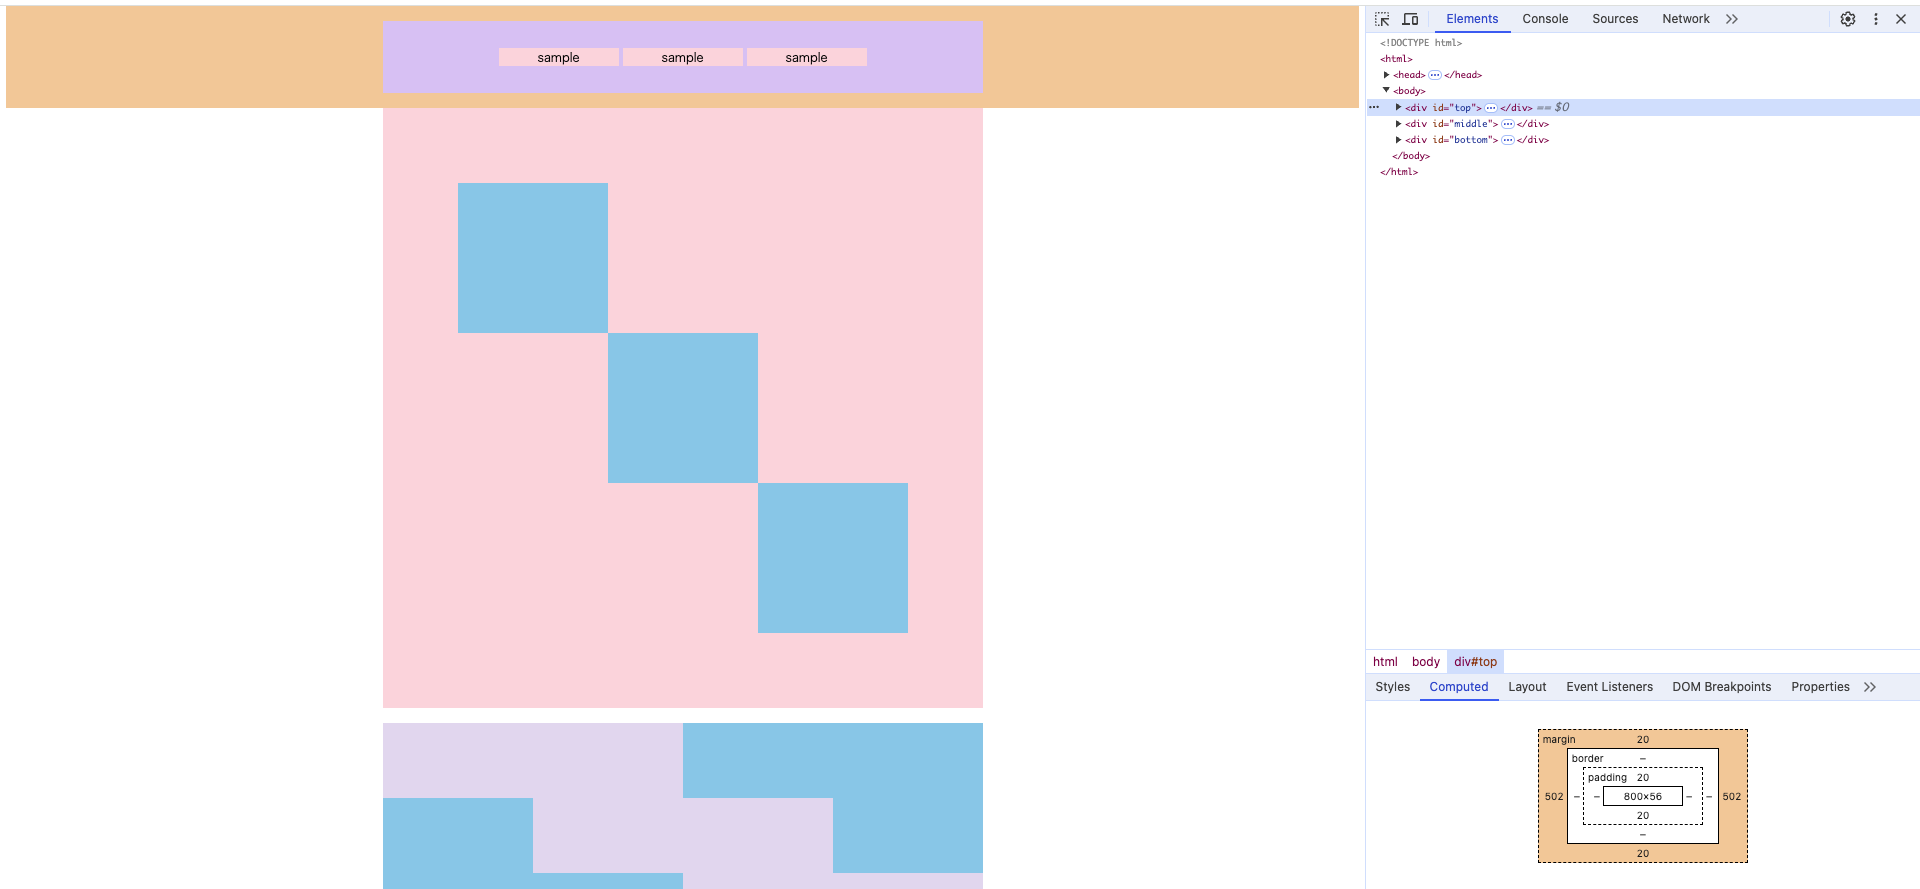 sample sample sample
Elements Console Sources Network
<!DOCTYPE html>
<html>
<head> ••• </head>
<body>
••• <div id="top"> ••• </div> == $0
<div id="middle"> ••• </div>
<div id="bottom"> ••• </div>
</body>
</html>
html body div#top
Styles Computed Layout Event Listeners DOM Breakpoints Properties
margin 20
border –
padding 20
502 – – 800×56 – – 502
20
–
20